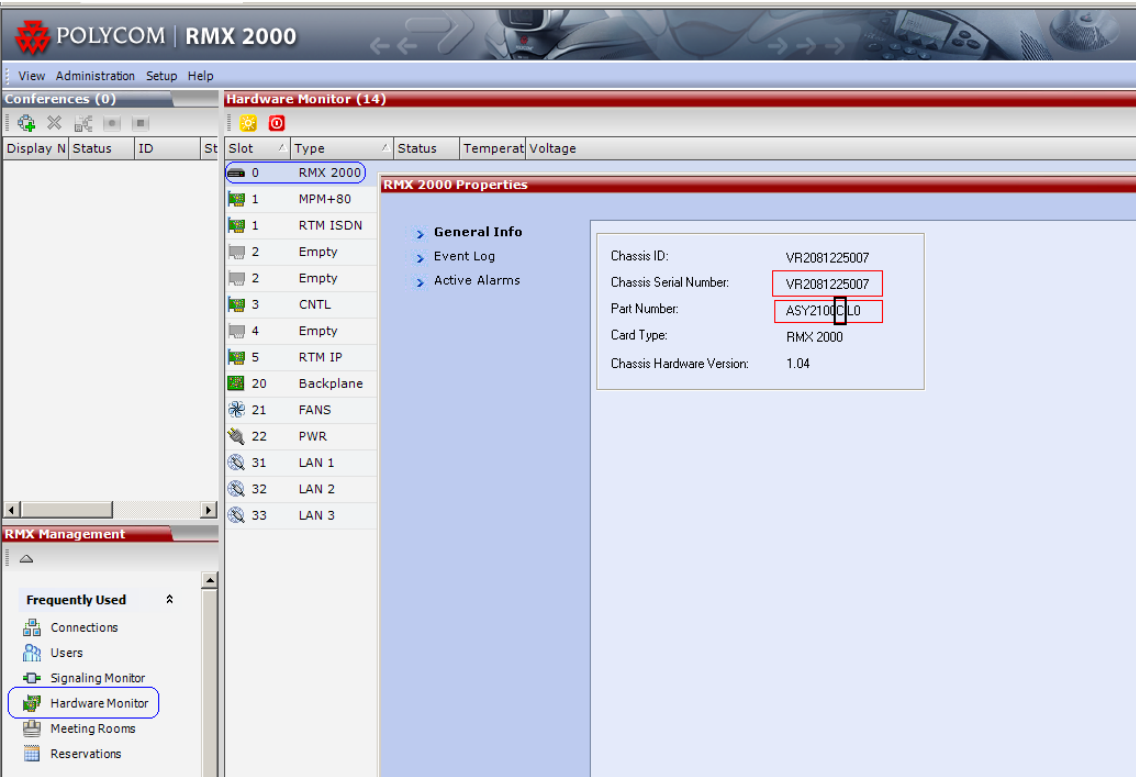 POLYCOM | RMX 2000
View Administration Setup Help
Conferences (0)
Display N Status ID St
Hardware Monitor (14)
Slot Type Status Temperat Voltage
0 RMX 2000
1 MPM+80
1 RTM ISDN
2 Empty
2 Empty
3 CNTL
4 Empty
5 RTM IP
20 Backplane
21 FANS
22 PWR
31 LAN 1
32 LAN 2
33 LAN 3
RMX 2000 Properties
General Info
Event Log
Active Alarms
Chassis ID: VR2081225007
Chassis Serial Number: VR2081225007
Part Number: ASY2100C L0
Card Type: RMX 2000
Chassis Hardware Version: 1.04
RMX Management
Frequently Used
Connections
Users
Signaling Monitor
Hardware Monitor
Meeting Rooms
Reservations